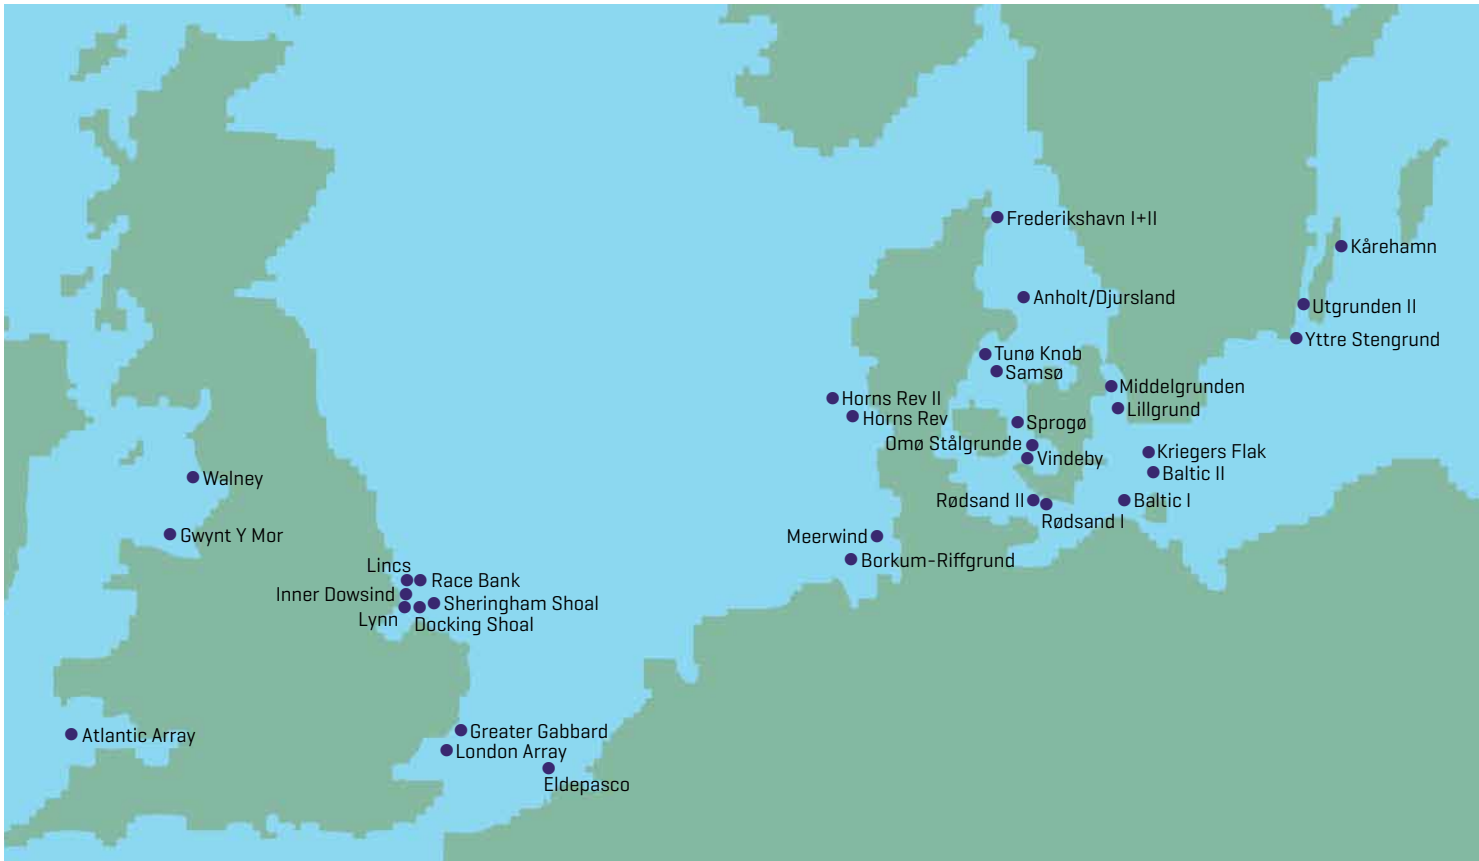 Frederikshavn I+II
Kårehamn
Anholt/Djursland
Utgrunden II
Yttre Stengrund
Tunø Knob
Samsø
Middelgrunden
Horns Rev II
Lillgrund
Horns Rev
Sprogø
Omø Stålgrunde
Kriegers Flak
Vindeby
Baltic II
Walney
Rødsand II
Baltic I
Rødsand I
Gwynt Y Mor
Meerwind
Borkum-Riffgrund
Lincs
Race Bank
Inner Dowsind
Sheringham Shoal
Lynn
Docking Shoal
Greater Gabbard
Atlantic Array
London Array
Eldepasco